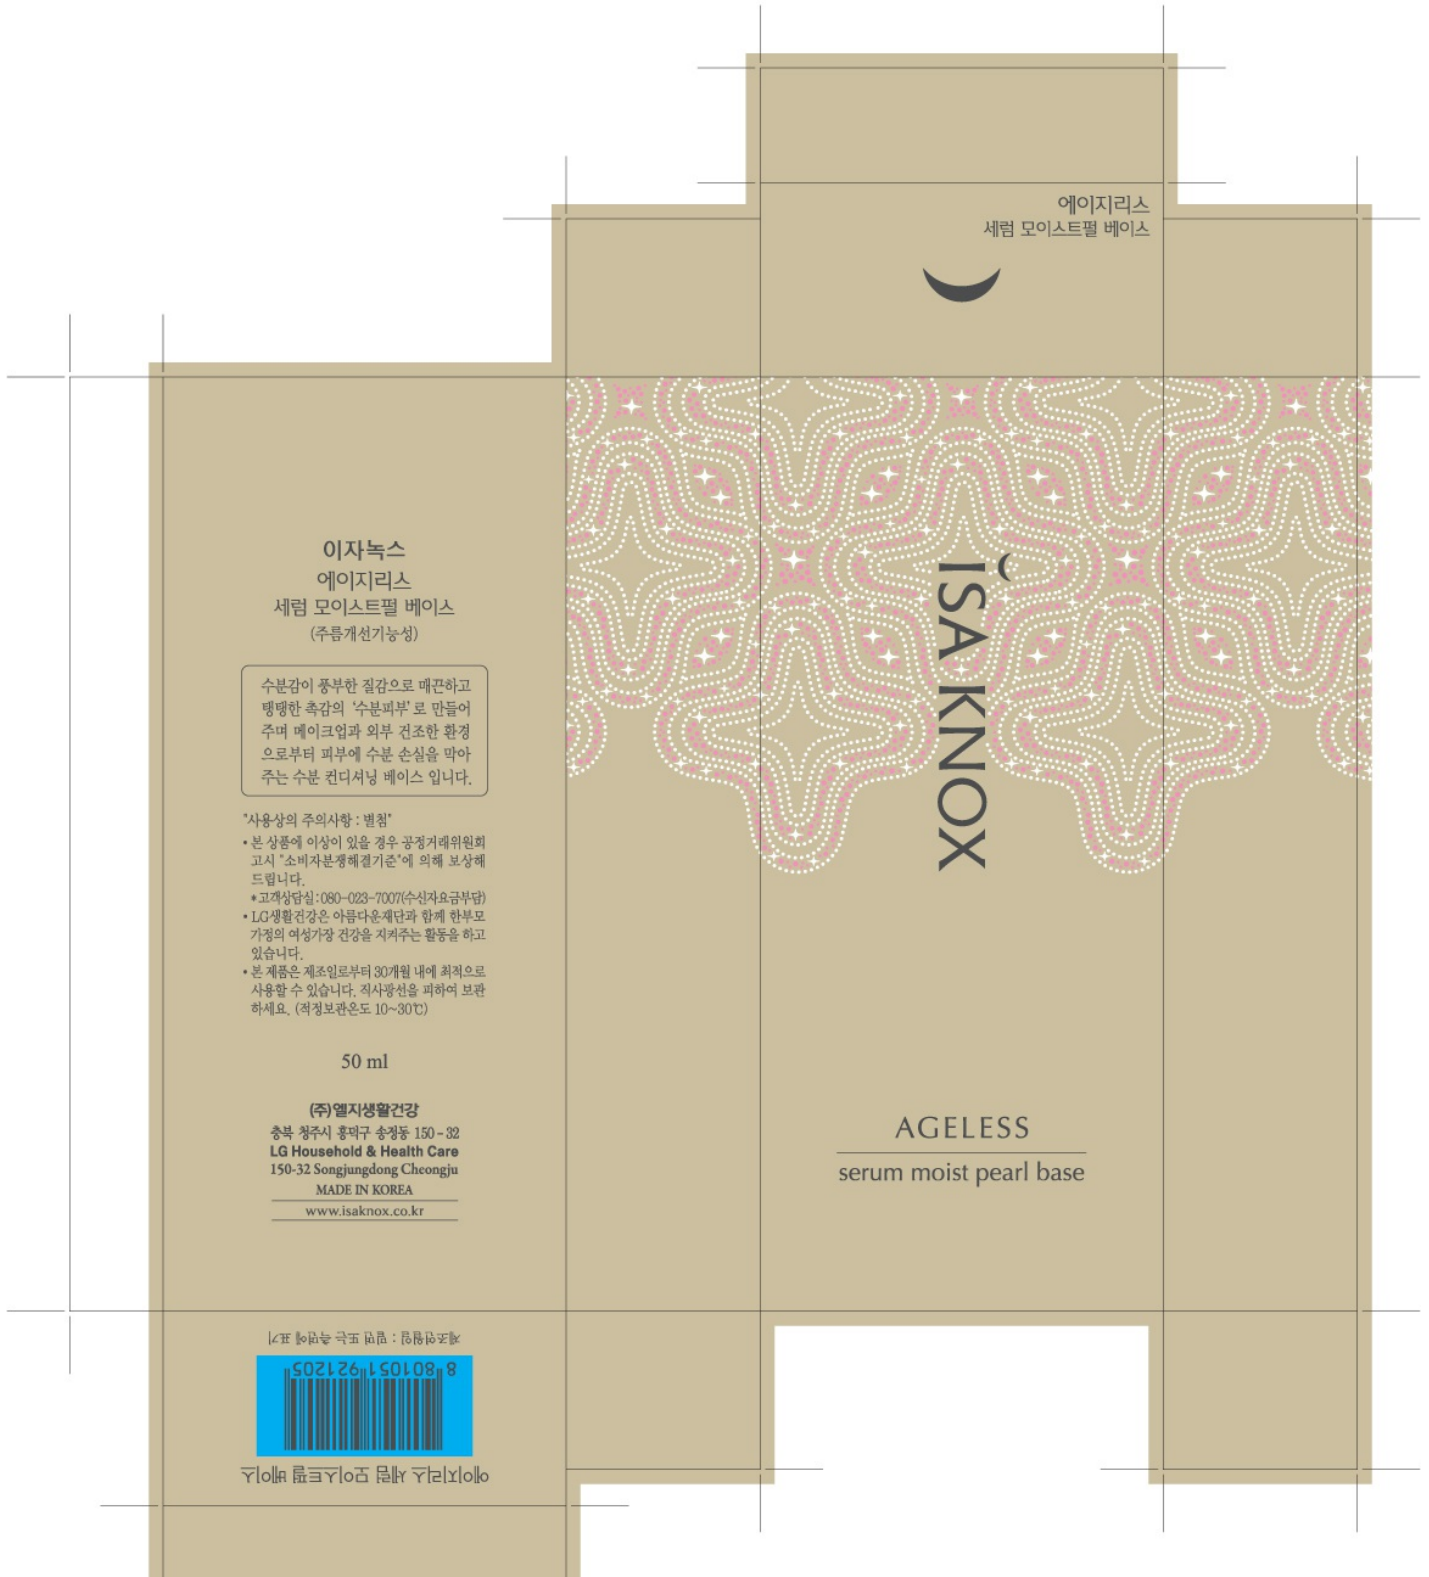 에이지리스
세럼 모이스트펄 베이스
이자녹스
에이지리스
세럼 모이스트펄 베이스
(주름개선기능성)
수분감이 풍부한 질감으로 매끈하고
탱탱한 촉감의 '수분피부'로 만들어
주며 메이크업과 외부 건조한 환경
으로부터 피부에 수분 손실을 막아
주는 수분 컨디셔닝 베이스 입니다.
"사용상의 주의사항 : 별첨"
• 본 상품에 이상이 있을 경우 공정거래위원회
고시 "소비자분쟁해결기준"에 의해 보상해
드립니다.
*고객상담실:080-023-7007(수신자요금부담)
• LG생활건강은 아름다운재단과 함께 한부모
가정의 여성가장 건강을 지켜주는 활동을 하고
있습니다.
• 본 제품은 제조일로부터 30개월 내에 최적으로
사용할 수 있습니다. 직사광선을 피하여 보관
하세요. (적정보관온도 10~30℃)
50 ml
(주)엘지생활건강
충북 청주시 흥덕구 송정동 150-32
LG Household & Health Care
150-32 Songjungdong Cheongju
MADE IN KOREA
www.isaknox.co.kr
ISA KNOX
AGELESS
serum moist pearl base
에이지리스 세럼 모이스트펄 베이스
8 801051 921205
제조연월일 : 밑면 또는 측면에 표기